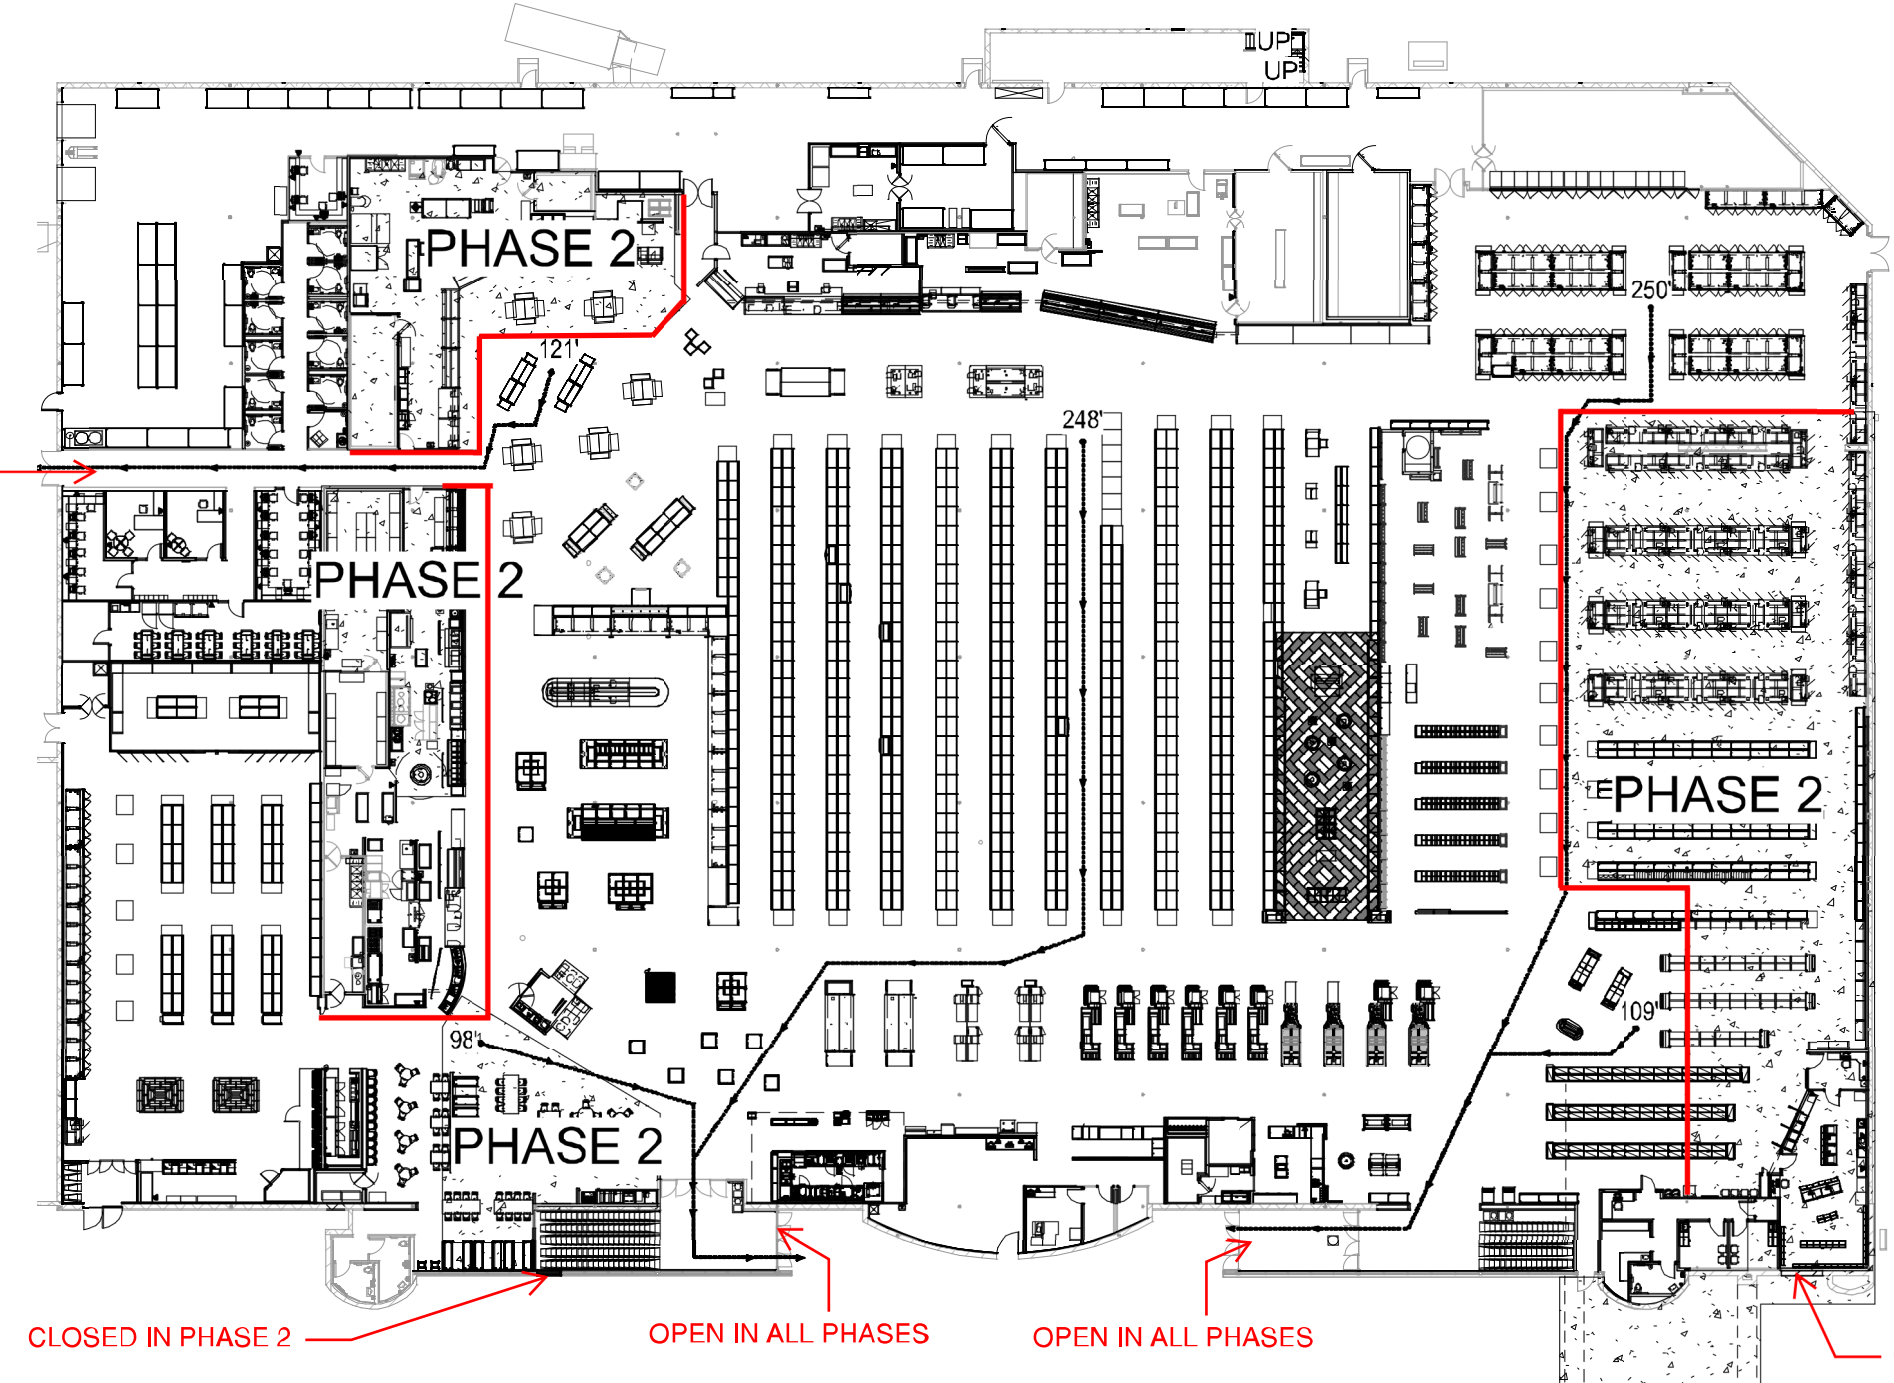 UP
UP
PHASE 2
250'
121'
248'
PHASE 2
PHASE 2
109'
98'
PHASE 2
CLOSED IN PHASE 2
OPEN IN ALL PHASES
OPEN IN ALL PHASES